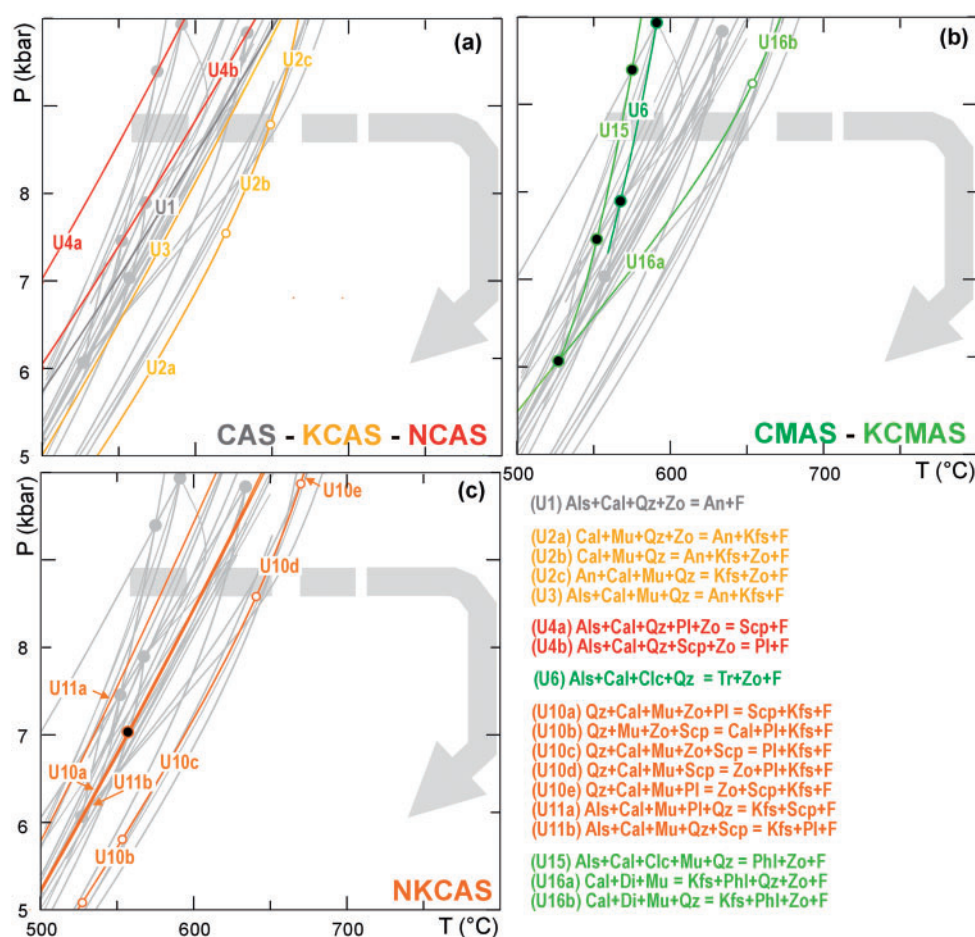 P (kbar)
(a)
U4b
U2c
U1
U2b
U3
U4a
U2a
8
7
6
5
CAS - KCAS - NCAS
(b)
U16b
U6
U15
U16a
8
7
6
5
CMAS - KCMAS
500 600 700 T (°C)
P (kbar)
(c)
U10e
U10d
U11a
U10c
U10a
U11b
U10b
8
7
6
5
NKCAS
500 600 700 T (°C)
(U1) Als+Cal+Qz+Zo = An+F
(U2a) Cal+Mu+Qz+Zo = An+Kfs+F
(U2b) Cal+Mu+Qz = An+Kfs+Zo+F
(U2c) An+Cal+Mu+Qz = Kfs+Zo+F
(U3) Als+Cal+Mu+Qz = An+Kfs+F
(U4a) Als+Cal+Qz+Pl+Zo = Scp+F
(U4b) Als+Cal+Qz+Scp+Zo = Pl+F
(U6) Als+Cal+Clc+Qz = Tr+Zo+F
(U10a) Qz+Cal+Mu+Zo+Pl = Scp+Kfs+F
(U10b) Qz+Mu+Zo+Scp = Cal+Pl+Kfs+F
(U10c) Qz+Cal+Mu+Zo+Scp = Pl+Kfs+F
(U10d) Qz+Cal+Mu+Scp = Zo+Pl+Kfs+F
(U10e) Qz+Cal+Mu+Pl = Zo+Scp+Kfs+F
(U11a) Als+Cal+Mu+Pl+Qz = Kfs+Scp+F
(U11b) Als+Cal+Mu+Qz+Scp = Kfs+Pl+F
(U15) Als+Cal+Clc+Mu+Qz = Phl+Zo+F
(U16a) Cal+Di+Mu = Kfs+Phl+Qz+Zo+F
(U16b) Cal+Di+Mu+Qz = Kfs+Phl+Zo+F